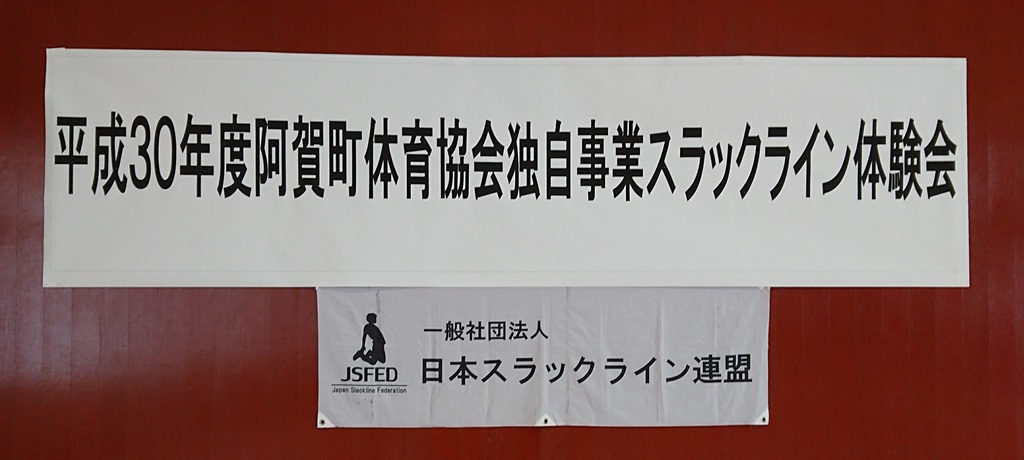 平成30年度阿賀町体育協会独自事業スラックライン体験会
一般社団法人
日本スラックライン連盟
JSFED
Japan Slackline Federation